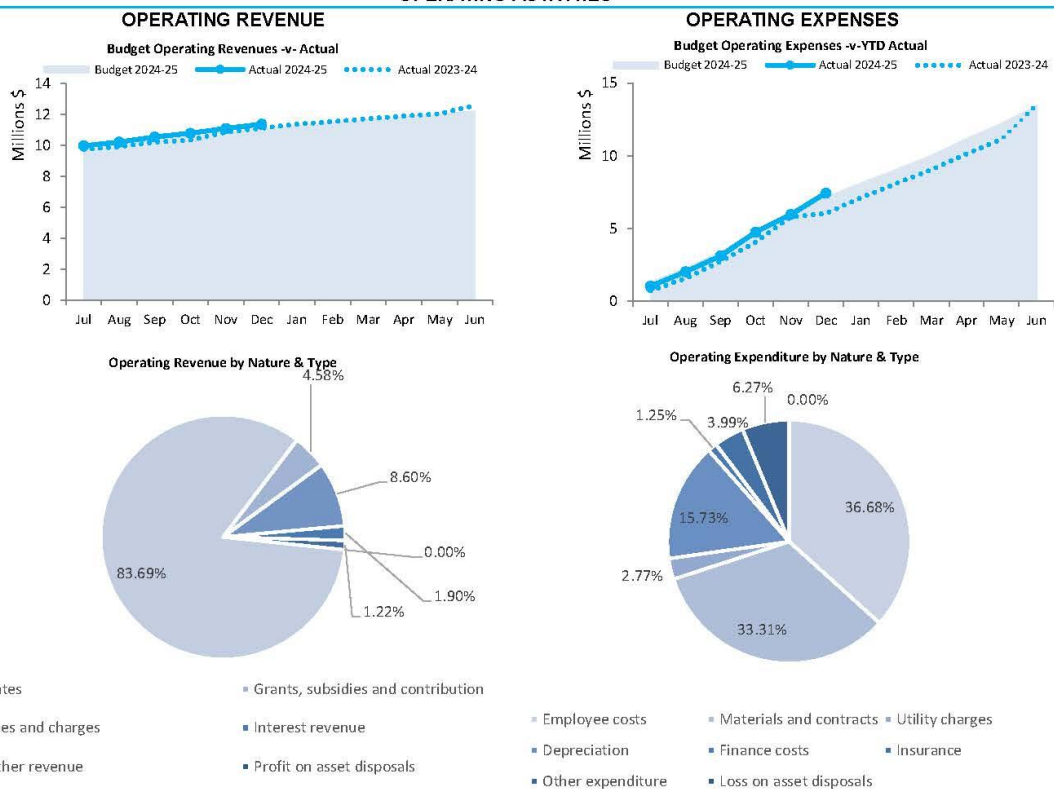 OPERATING REVENUE
Budget Operating Revenues -v- Actual
Budget 2024-25 Actual 2024-25 Actual 2023-24
Millions $
14
12
10
8
6
4
2
0
Jul Aug Sep Oct Nov Dec Jan Feb Mar Apr May Jun
OPERATING EXPENSES
Budget Operating Expenses -v-YTD Actual
Budget 2024-25 Actual 2024-25 Actual 2023-24
Millions $
15
10
5
0
Jul Aug Sep Oct Nov Dec Jan Feb Mar Apr May Jun
Operating Revenue by Nature & Type
4.58%
8.60%
0.00%
1.90%
1.22%
83.69%
tes
Grants, subsidies and contribution
es and charges
Interest revenue
her revenue
Profit on asset disposals
Operating Expenditure by Nature & Type
6.27%
0.00%
1.25%
3.99%
36.68%
15.73%
2.77%
33.31%
Employee costs Materials and contracts Utility charges
Depreciation Finance costs Insurance
Other expenditure Loss on asset disposals